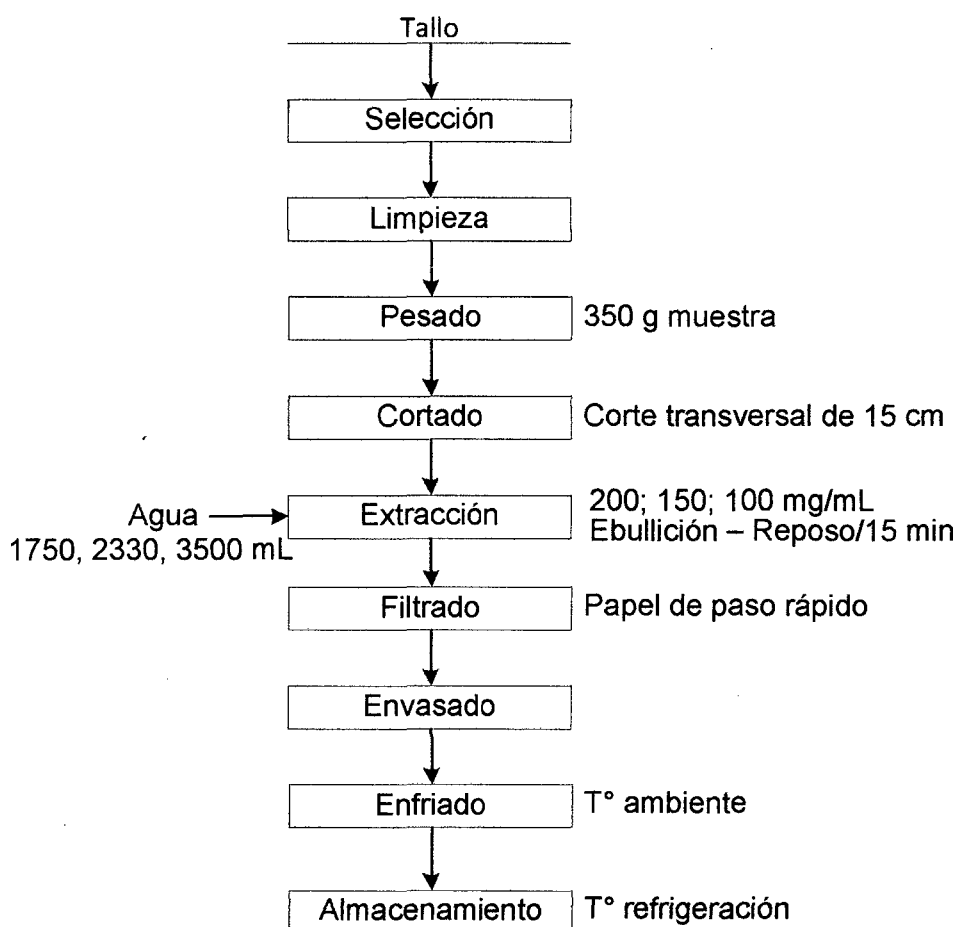 Tallo
Selección
Limpieza
Pesado
350 g muestra
Cortado
Corte transversal de 15 cm
Agua
1750, 2330, 3500 mL
Extracción
200; 150; 100 mg/mL
Ebullición – Reposo/15 min
Filtrado
Papel de paso rápido
Envasado
Enfriado
T° ambiente
Almacenamiento
T° refrigeración